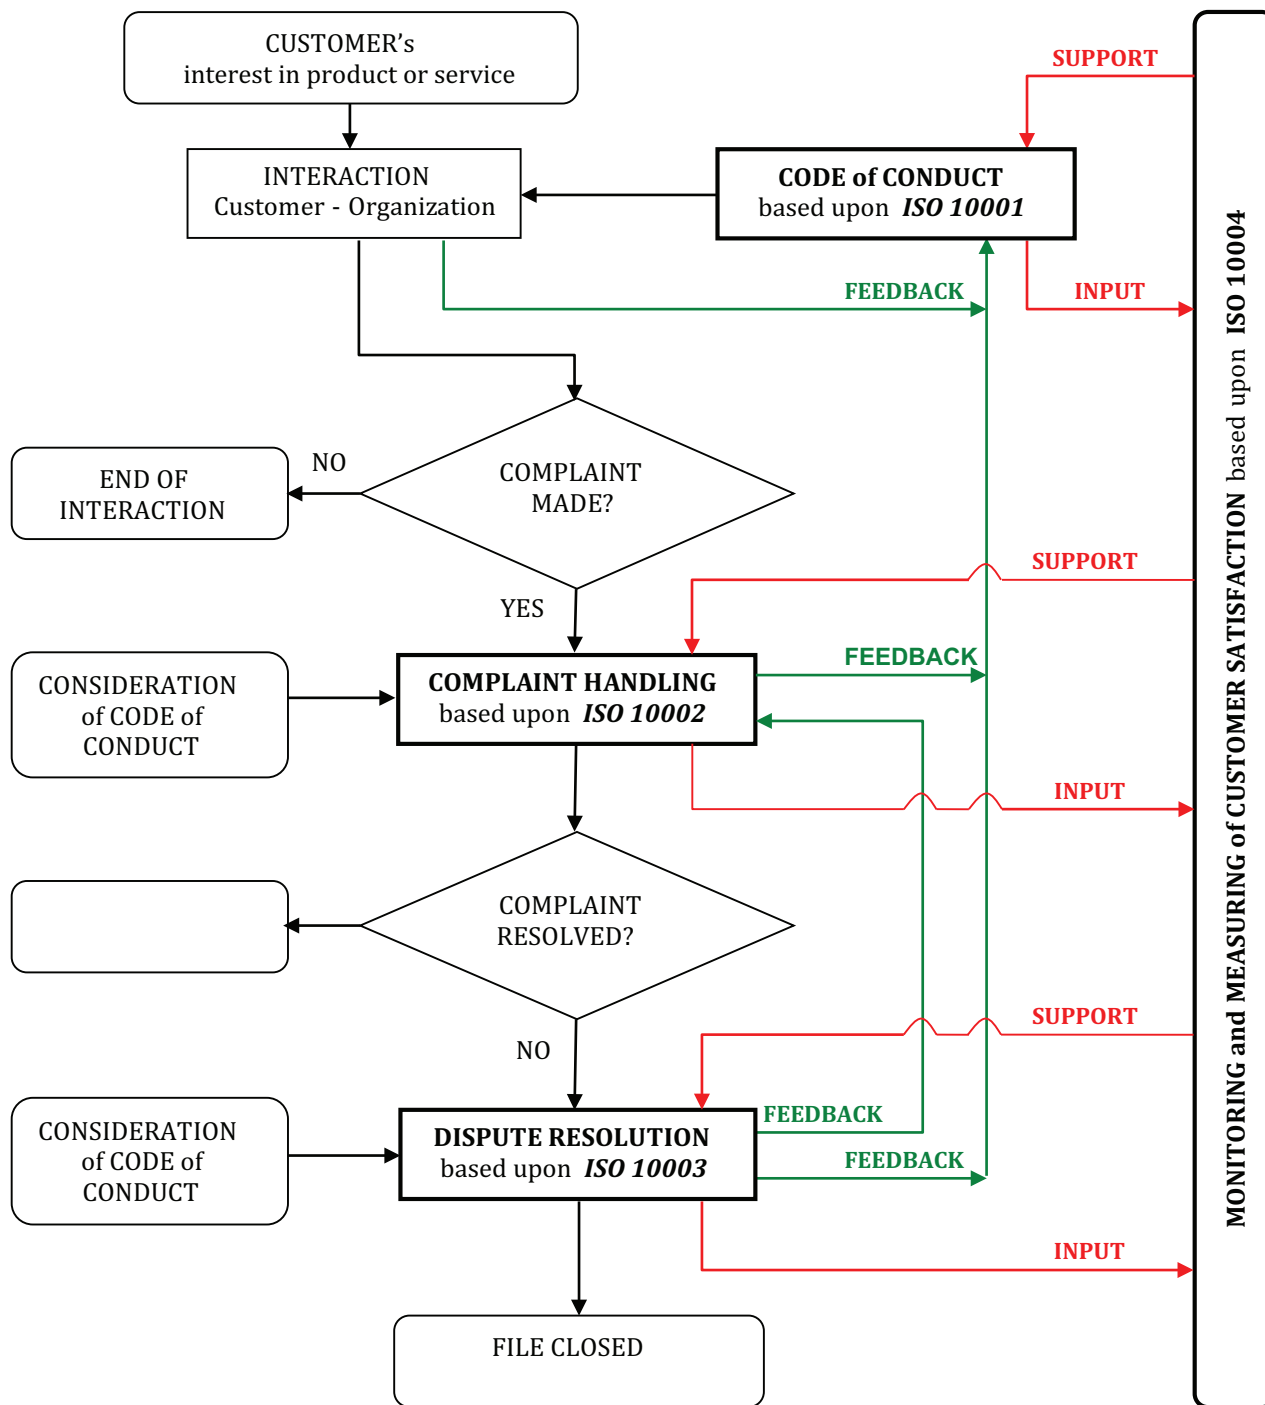 CUSTOMER's
interest in product or service
SUPPORT
INTERACTION
Customer - Organization
CODE of CONDUCT
based upon ISO 10001
FEEDBACK
INPUT
COMPLAINT
MADE?
NO
END OF
INTERACTION
SUPPORT
YES
CONSIDERATION
of CODE of
CONDUCT
COMPLAINT HANDLING
based upon ISO 10002
FEEDBACK
INPUT
COMPLAINT
RESOLVED?
SUPPORT
NO
CONSIDERATION
of CODE of
CONDUCT
DISPUTE RESOLUTION
based upon ISO 10003
FEEDBACK
FEEDBACK
INPUT
FILE CLOSED
MONITORING and MEASURING of CUSTOMER SATISFACTION based upon ISO 10004